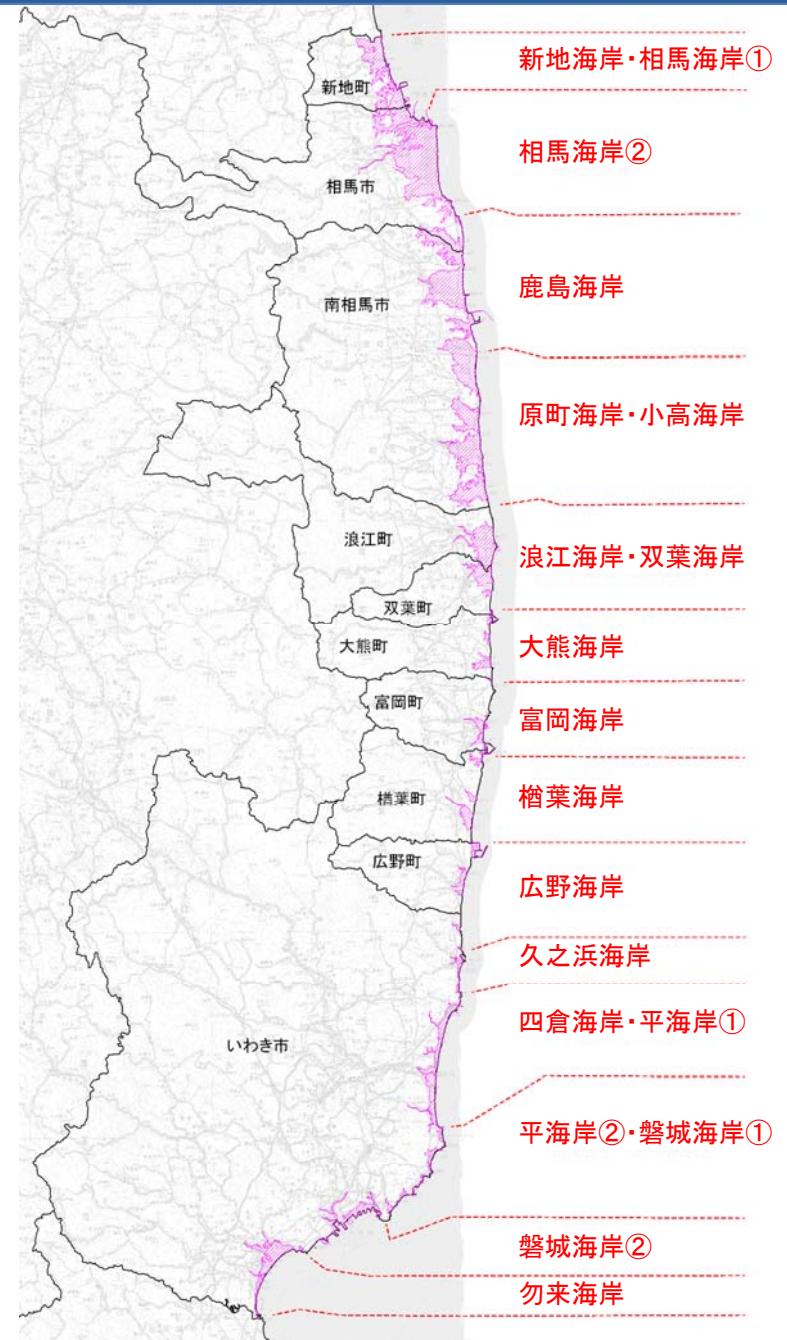 新地海岸・相馬海岸①
新地町
相馬海岸②
相馬市
鹿島海岸
南相馬市
原町海岸・小高海岸
浪江町
浪江海岸・双葉海岸
双葉町
大熊町
大熊海岸
富岡町
富岡海岸
楢葉町
楢葉海岸
広野町
広野海岸
久之浜海岸
四倉海岸・平海岸①
いわき市
平海岸②・磐城海岸①
磐城海岸②
勿来海岸